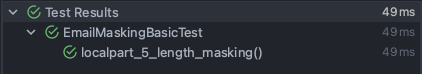 Test Results 49 ms
EmailMaskingBasicTest 49 ms
localpart_5_length_masking() 49 ms